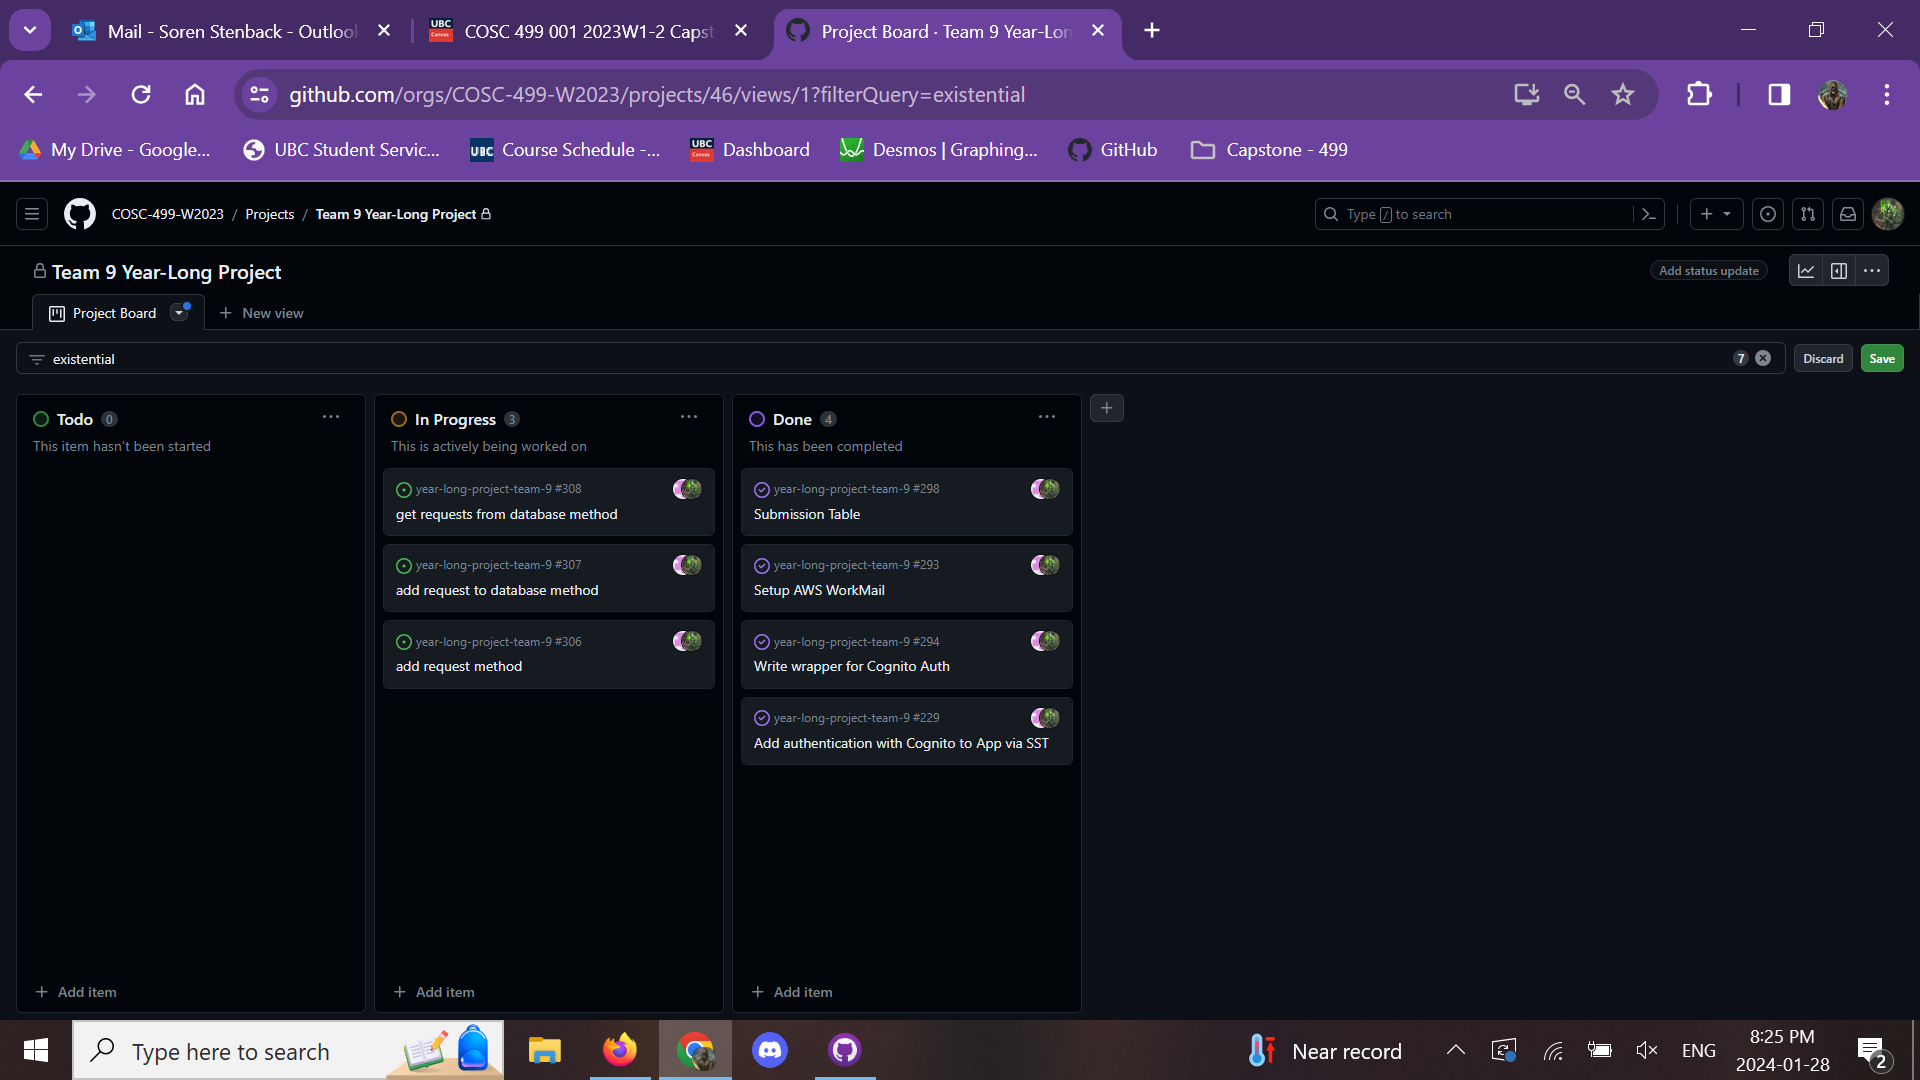 Mail - Soren Stenback - Outlook
UBC Canvas COSC 499 001 2023W1-2 Capst
Project Board · Team 9 Year-Lon
github.com/orgs/COSC-499-W2023/projects/46/views/1?filterQuery=existential
My Drive - Google...
UBC Student Servic...
UBC Course Schedule -...
UBC Canvas Dashboard
Desmos | Graphing...
GitHub
Capstone - 499
COSC-499-W2023 / Projects / Team 9 Year-Long Project
Type / to search
Team 9 Year-Long Project
Add status update
Project Board
New view
existential
7
Discard
Save
Todo 0
This item hasn't been started
Add item
In Progress 3
This is actively being worked on
year-long-project-team-9 #308
get requests from database method
year-long-project-team-9 #307
add request to database method
year-long-project-team-9 #306
add request method
Add item
Done 4
This has been completed
year-long-project-team-9 #298
Submission Table
year-long-project-team-9 #293
Setup AWS WorkMail
year-long-project-team-9 #294
Write wrapper for Cognito Auth
year-long-project-team-9 #229
Add authentication with Cognito to App via SST
Add item
Type here to search
Near record
ENG
8:25 PM
2024-01-28
2